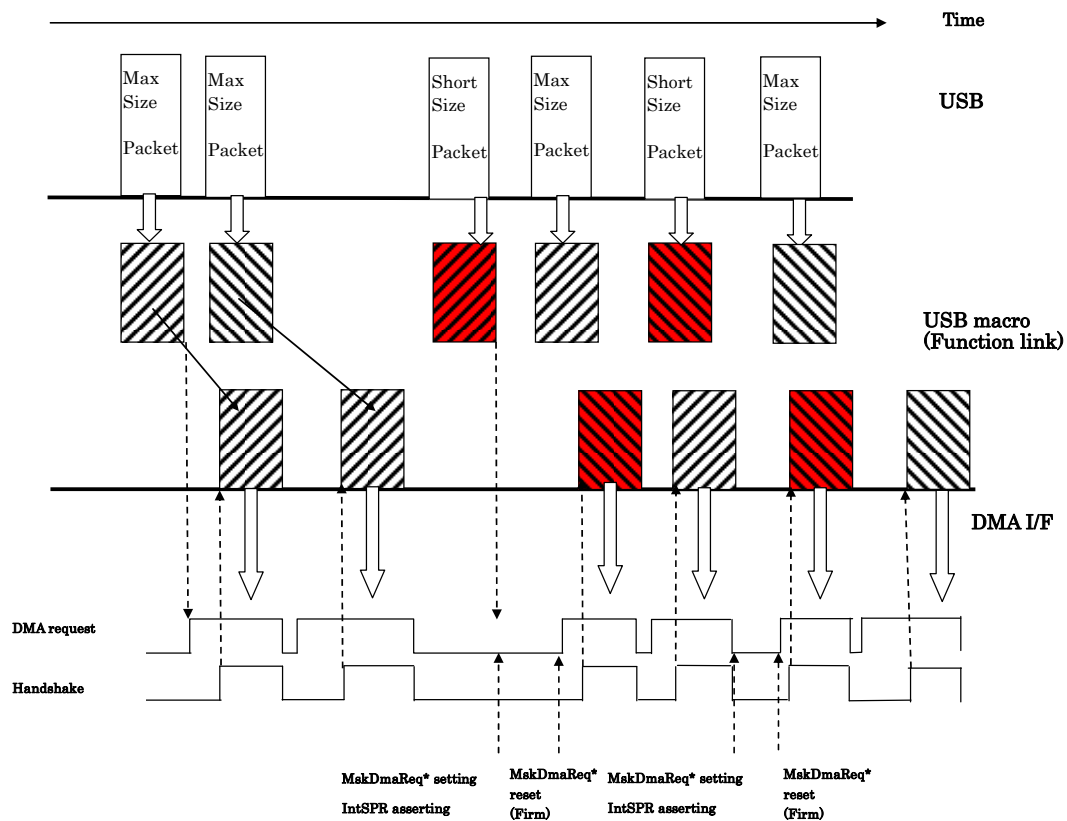 Time
Max
Size
Packet
Max
Size
Packet
Short
Size
Packet
Max
Size
Packet
Short
Size
Packet
Max
Size
Packet
USB
USB macro
(Function link)
DMA I/F
DMA request
Handshake
MskDmaReq* setting
IntSPR asserting
MskDmaReq*
reset
(Firm)
MskDmaReq* setting
IntSPR asserting
MskDmaReq*
reset
(Firm)